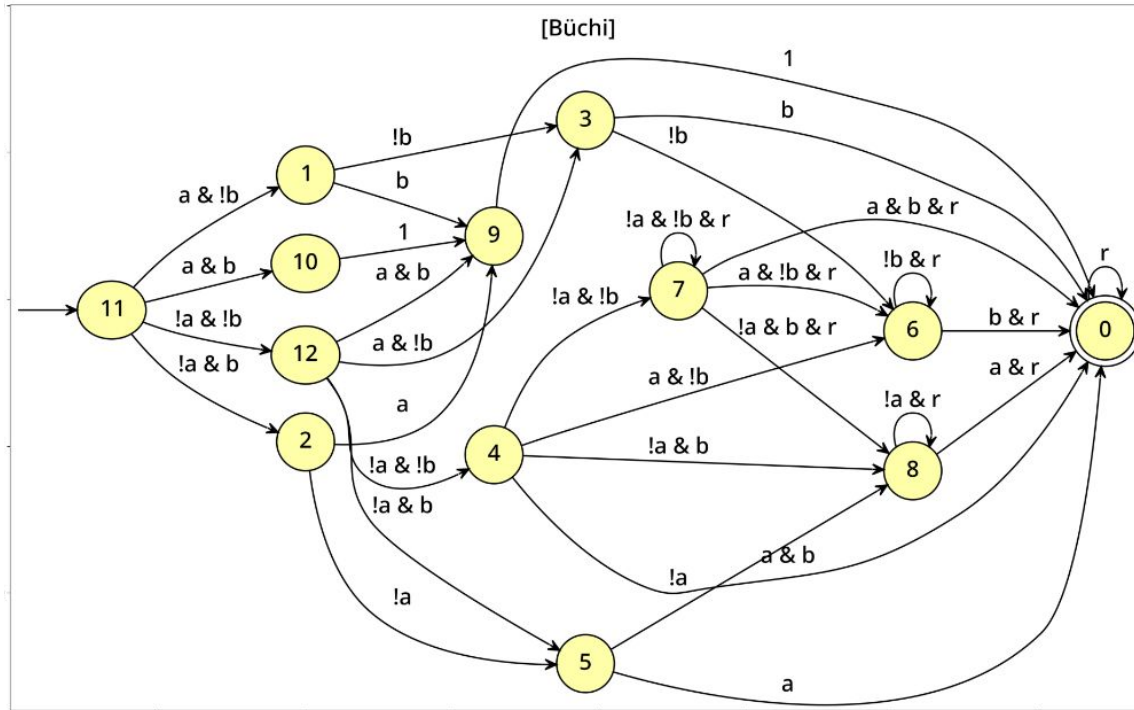 [Büchi]
1
b
3
!b
!b
1
a & !b
b
a & b & r
!a & !b & r
r
1
9
a & b
10
a & b
!a & !b
7
a & !b & r
!b & r
11
!a & !b
!a & b & r
6
b & r
0
12
a & !b
!a & b
a & !b
a & r
a
!a & r
2
!a & b
!a & !b
4
8
!a & b
a & b
!a
!a
5
a